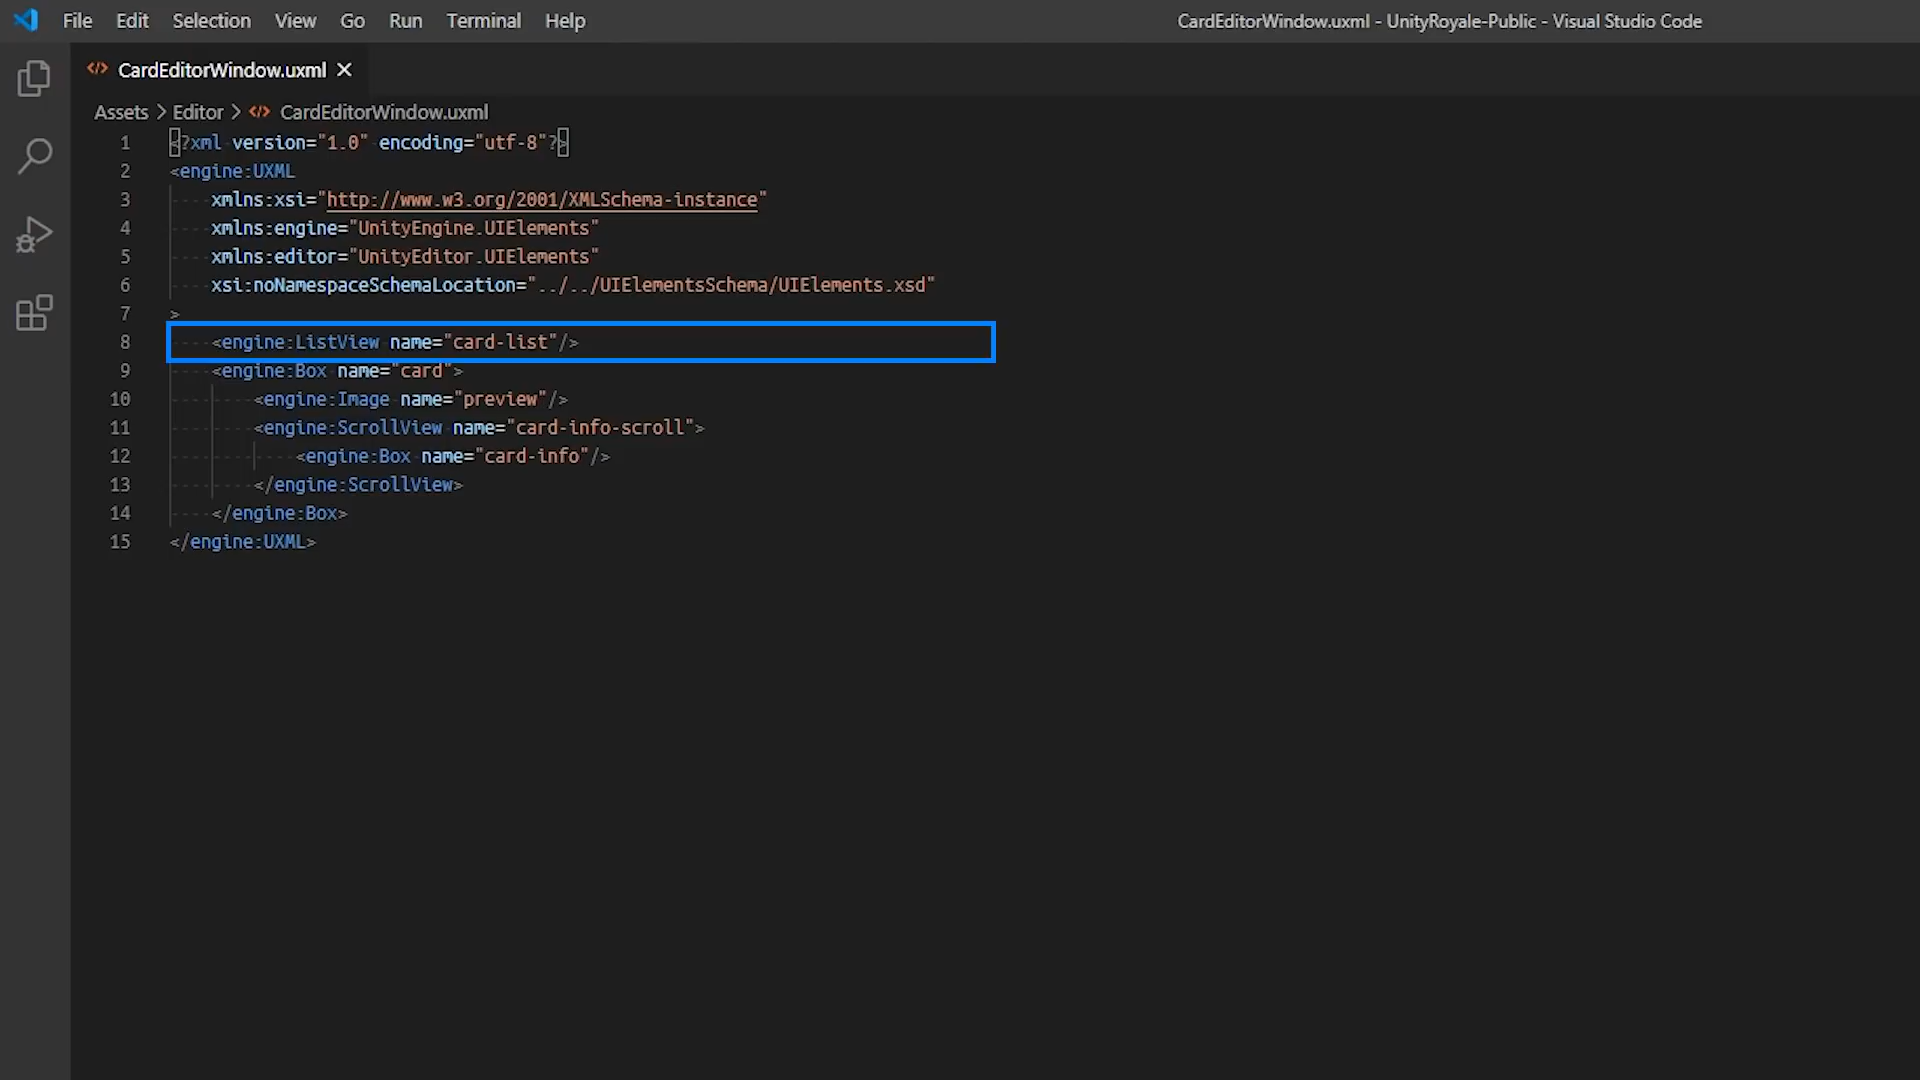 File Edit Selection View Go Run Terminal Help CardEditorWindow.uxml - UnityRoyale-Public - Visual Studio Code
CardEditorWindow.uxml
Assets > Editor > CardEditorWindow.uxml
1 <?xml version="1.0" encoding="utf-8"?>
2 <engine:UXML
3 xmlns:xsi="http://www.w3.org/2001/XMLSchema-instance"
4 xmlns:engine="UnityEngine.UIElements"
5 xmlns:editor="UnityEditor.UIElements"
6 xsi:noNamespaceSchemaLocation="../../UIElementsSchema/UIElements.xsd"
7 >
8 <engine:ListView name="card-list"/>
9 <engine:Box name="card">
10 <engine:Image name="preview"/>
11 <engine:ScrollView name="card-info-scroll">
12 <engine:Box name="card-info"/>
13 </engine:ScrollView>
14 </engine:Box>
15 </engine:UXML>